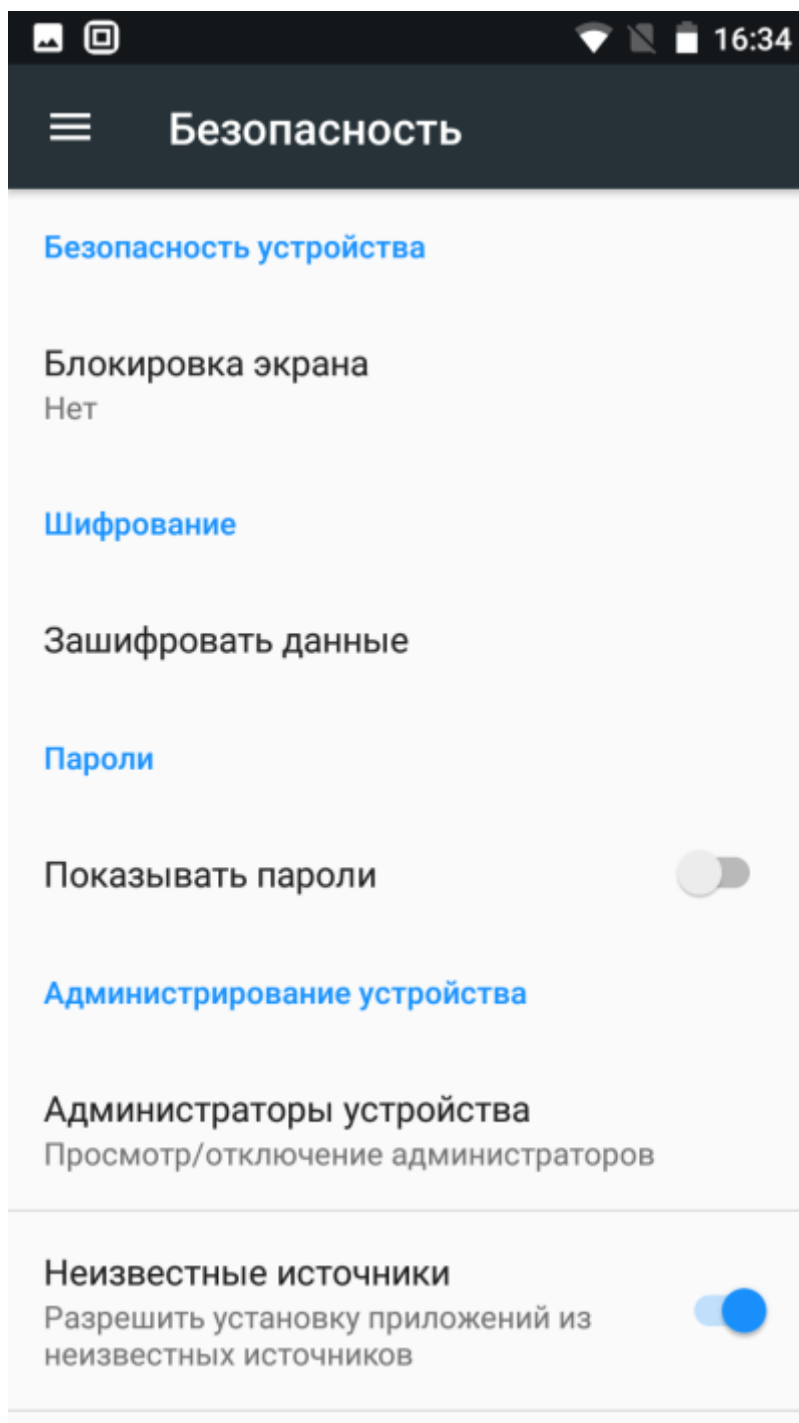 16:34
Безопасность
Безопасность устройства
Блокировка экрана
Нет
Шифрование
Зашифровать данные
Пароли
Показывать пароли
Администрирование устройства
Администраторы устройства
Просмотр/отключение администраторов
Неизвестные источники
Разрешить установку приложений из
неизвестных источников